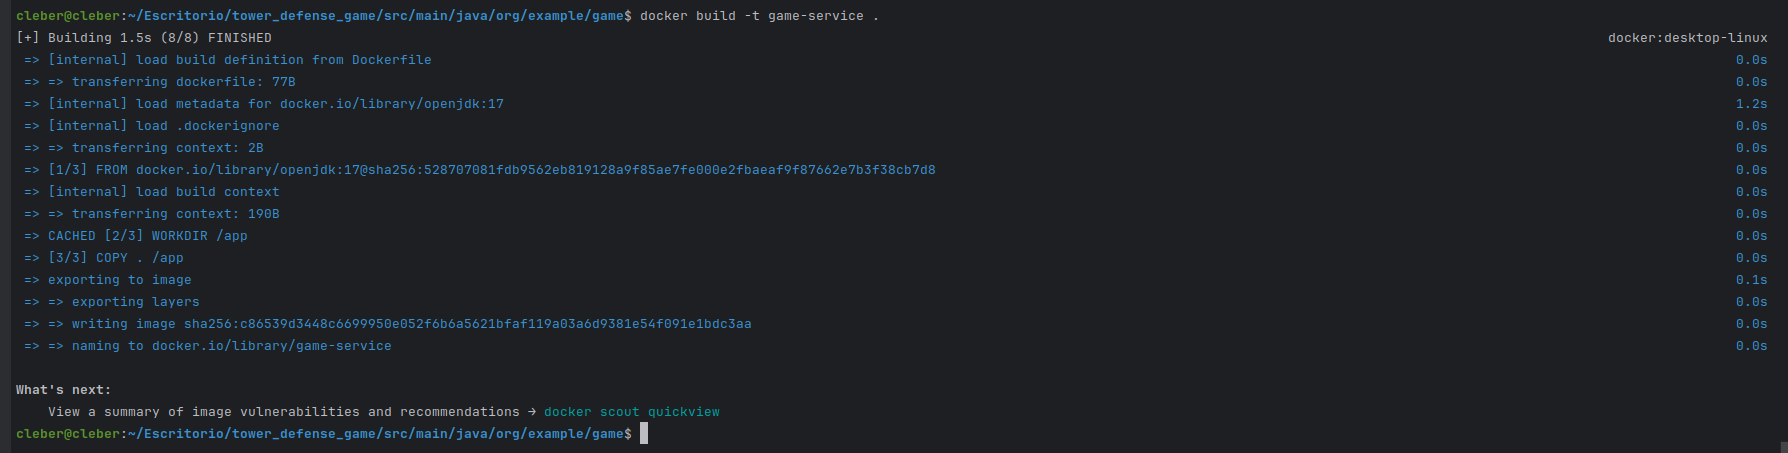 cleber@cleber:~/Escritorio/tower_defense_game/src/main/java/org/example/game$ docker build -t game-service .
[+] Building 1.5s (8/8) FINISHED docker:desktop-linux
=> [internal] load build definition from Dockerfile 0.0s
=> => transferring dockerfile: 77B 0.0s
=> [internal] load metadata for docker.io/library/openjdk:17 1.2s
=> [internal] load .dockerignore 0.0s
=> => transferring context: 2B 0.0s
=> [1/3] FROM docker.io/library/openjdk:17@sha256:528707081fdb9562eb819128a9f85ae7fe000e2fbaeaf9f87662e7b3f38cb7d8 0.0s
=> [internal] load build context 0.0s
=> => transferring context: 190B 0.0s
=> CACHED [2/3] WORKDIR /app 0.0s
=> [3/3] COPY . /app 0.0s
=> exporting to image 0.1s
=> => exporting layers 0.0s
=> => writing image sha256:c86539d3448c6699950e052f6b6a5621bfaf119a03a6d9381e54f091e1bdc3aa 0.0s
=> => naming to docker.io/library/game-service 0.0s
What's next:
View a summary of image vulnerabilities and recommendations → docker scout quickview
cleber@cleber:~/Escritorio/tower_defense_game/src/main/java/org/example/game$